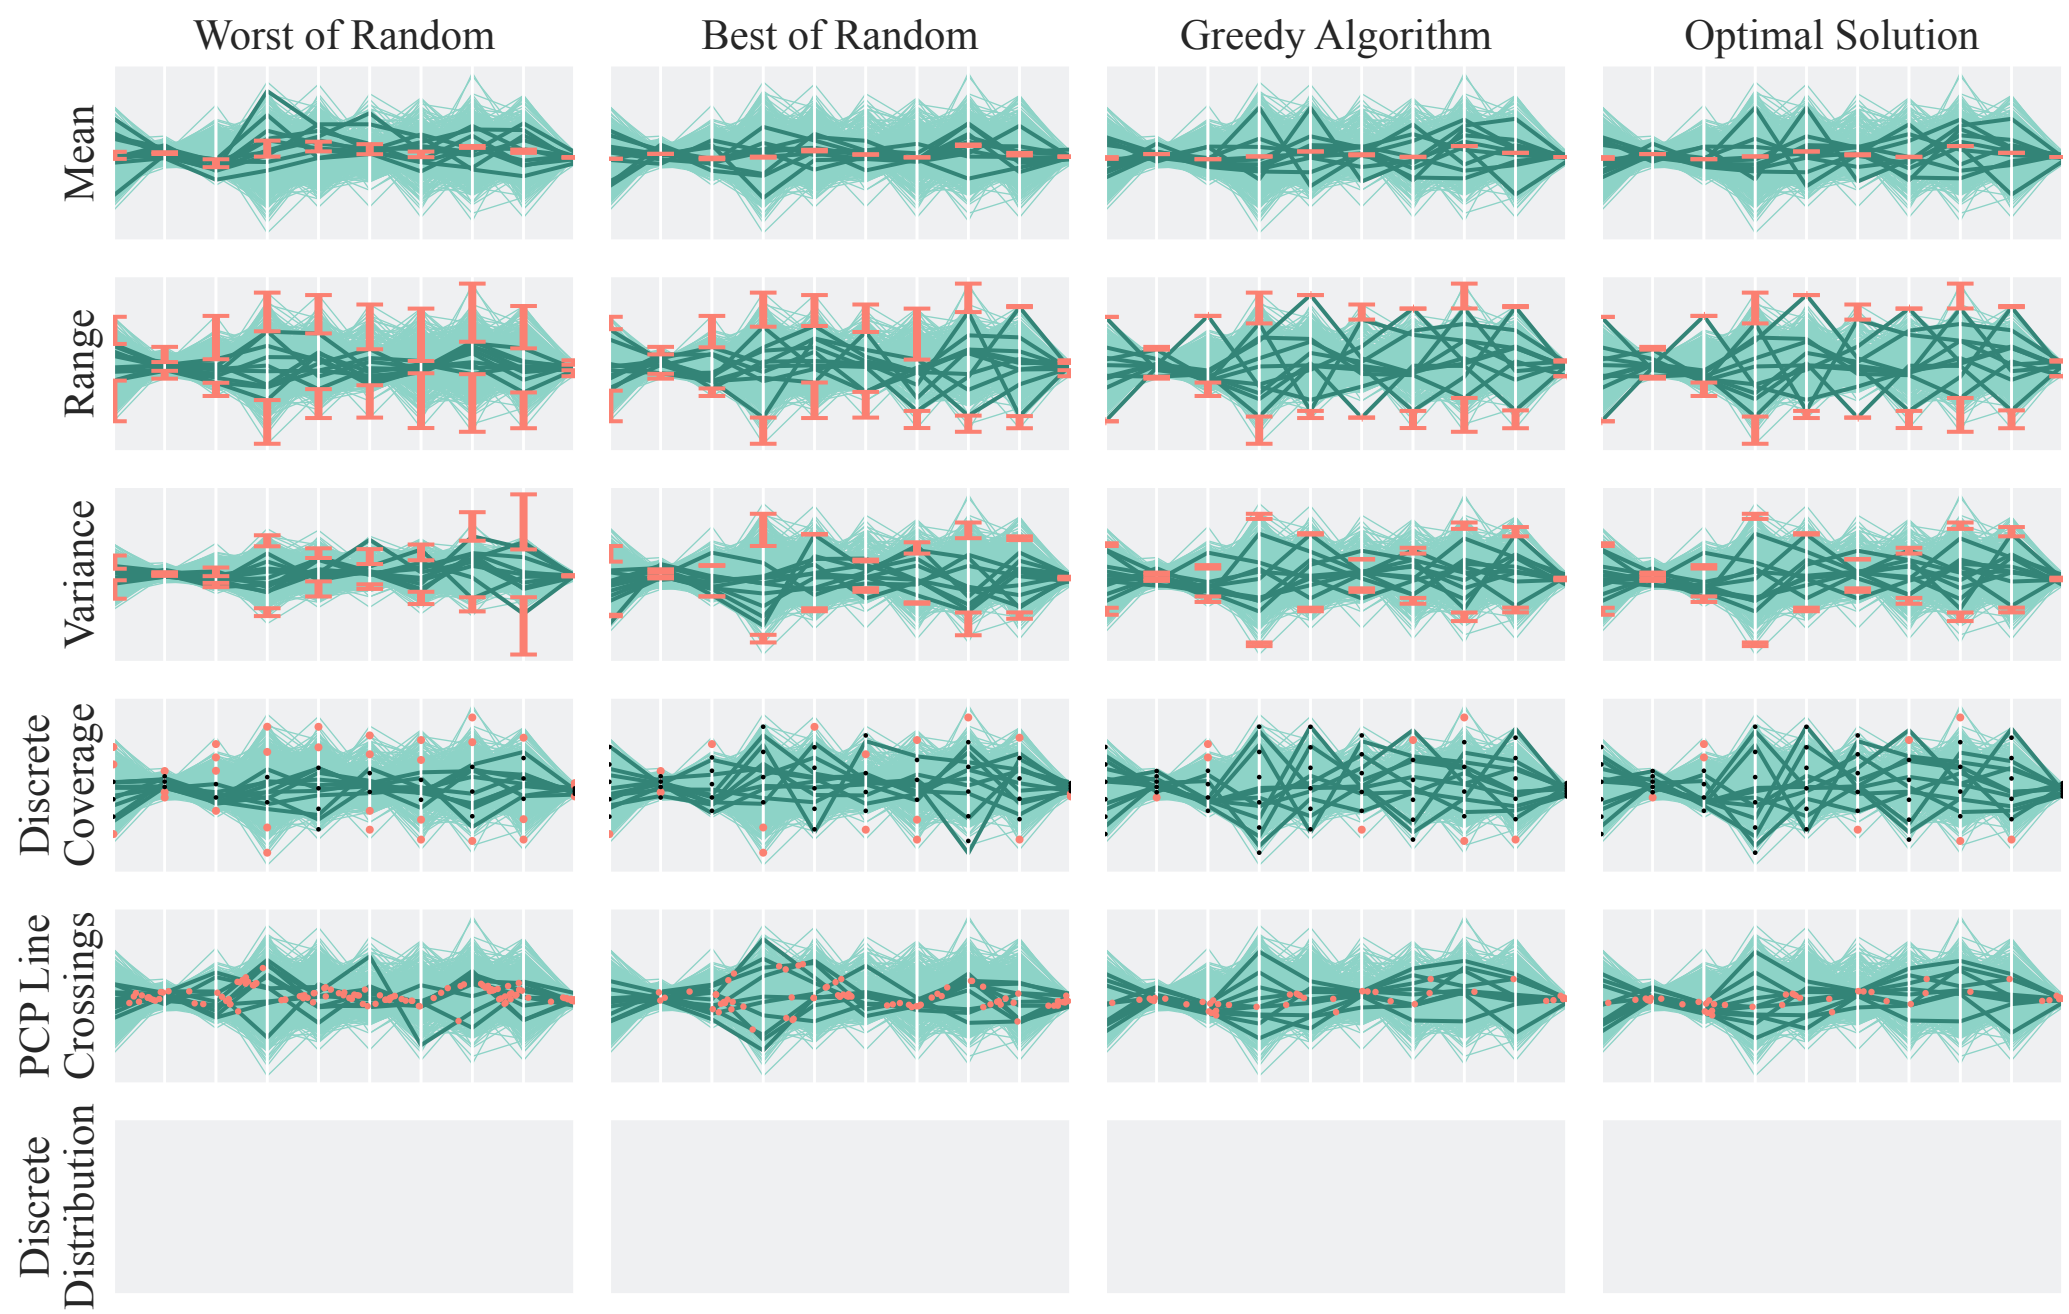 Worst of Random
Best of Random
Greedy Algorithm
Optimal Solution
Mean
Range
Variance
Discrete
Coverage
PCP Line
Crossings
Discrete
Distribution